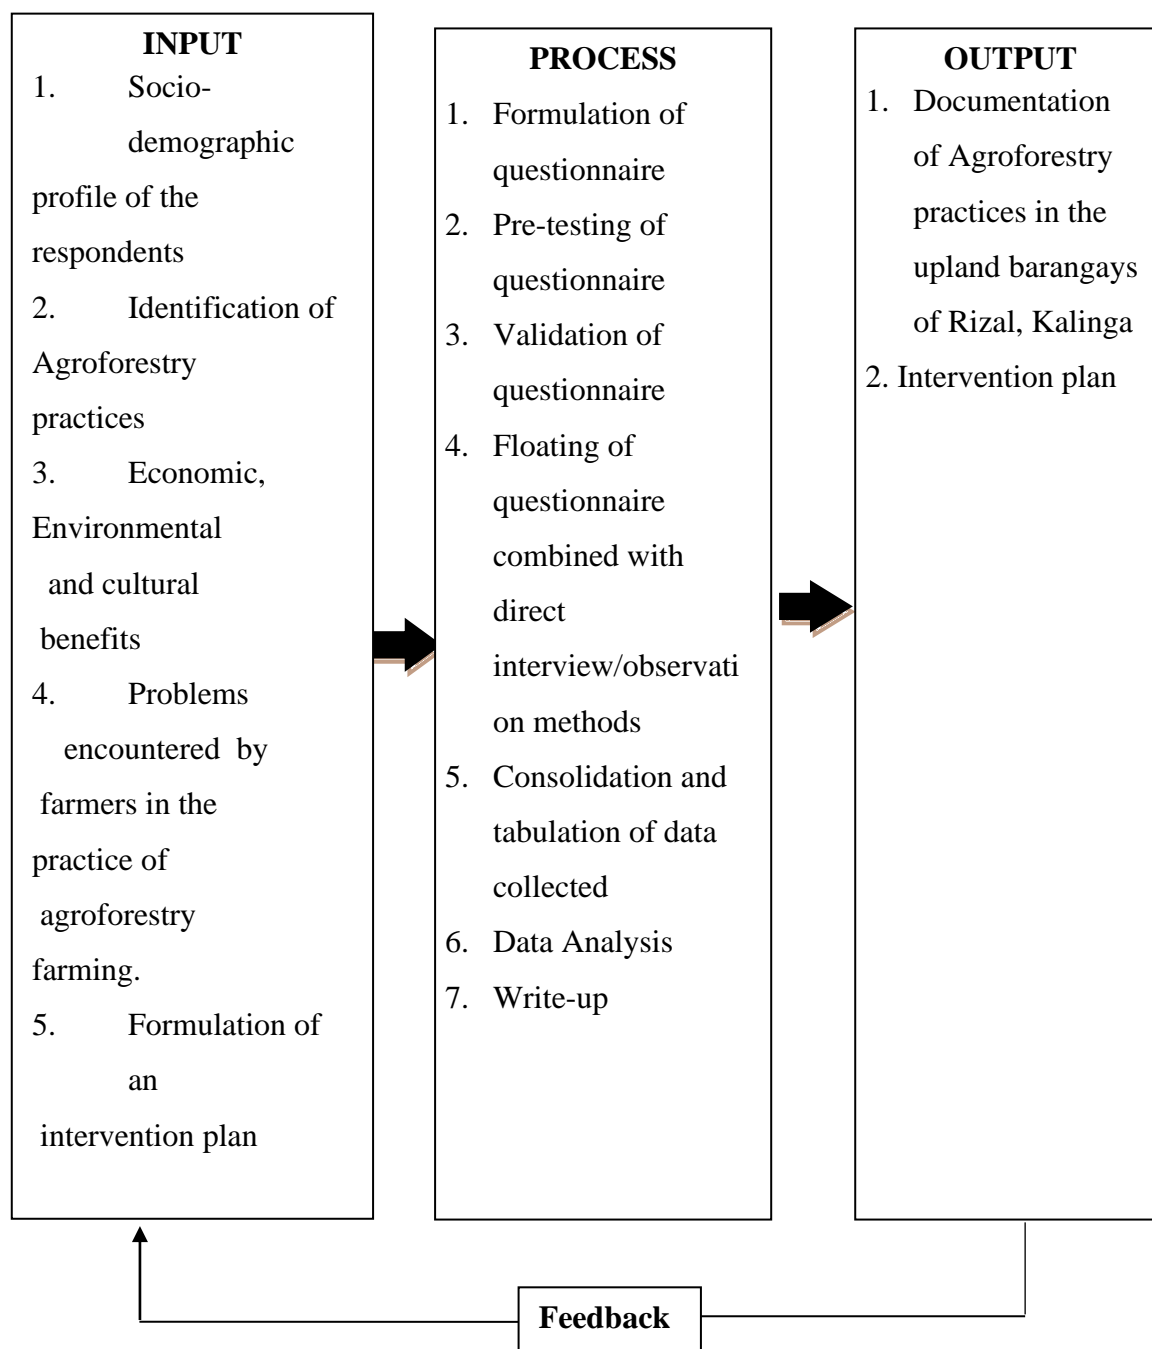 INPUT
1. Socio-
demographic
profile of the
respondents
2. Identification of
Agroforestry
practices
3. Economic,
Environmental
and cultural
benefits
4. Problems
encountered by
farmers in the
practice of
agroforestry
farming.
5. Formulation of
an
intervention plan
PROCESS
1. Formulation of
questionnaire
2. Pre-testing of
questionnaire
3. Validation of
questionnaire
4. Floating of
questionnaire
combined with
direct
interview/observati
on methods
5. Consolidation and
tabulation of data
collected
6. Data Analysis
7. Write-up
OUTPUT
1. Documentation
of Agroforestry
practices in the
upland barangays
of Rizal, Kalinga
2. Intervention plan
Feedback